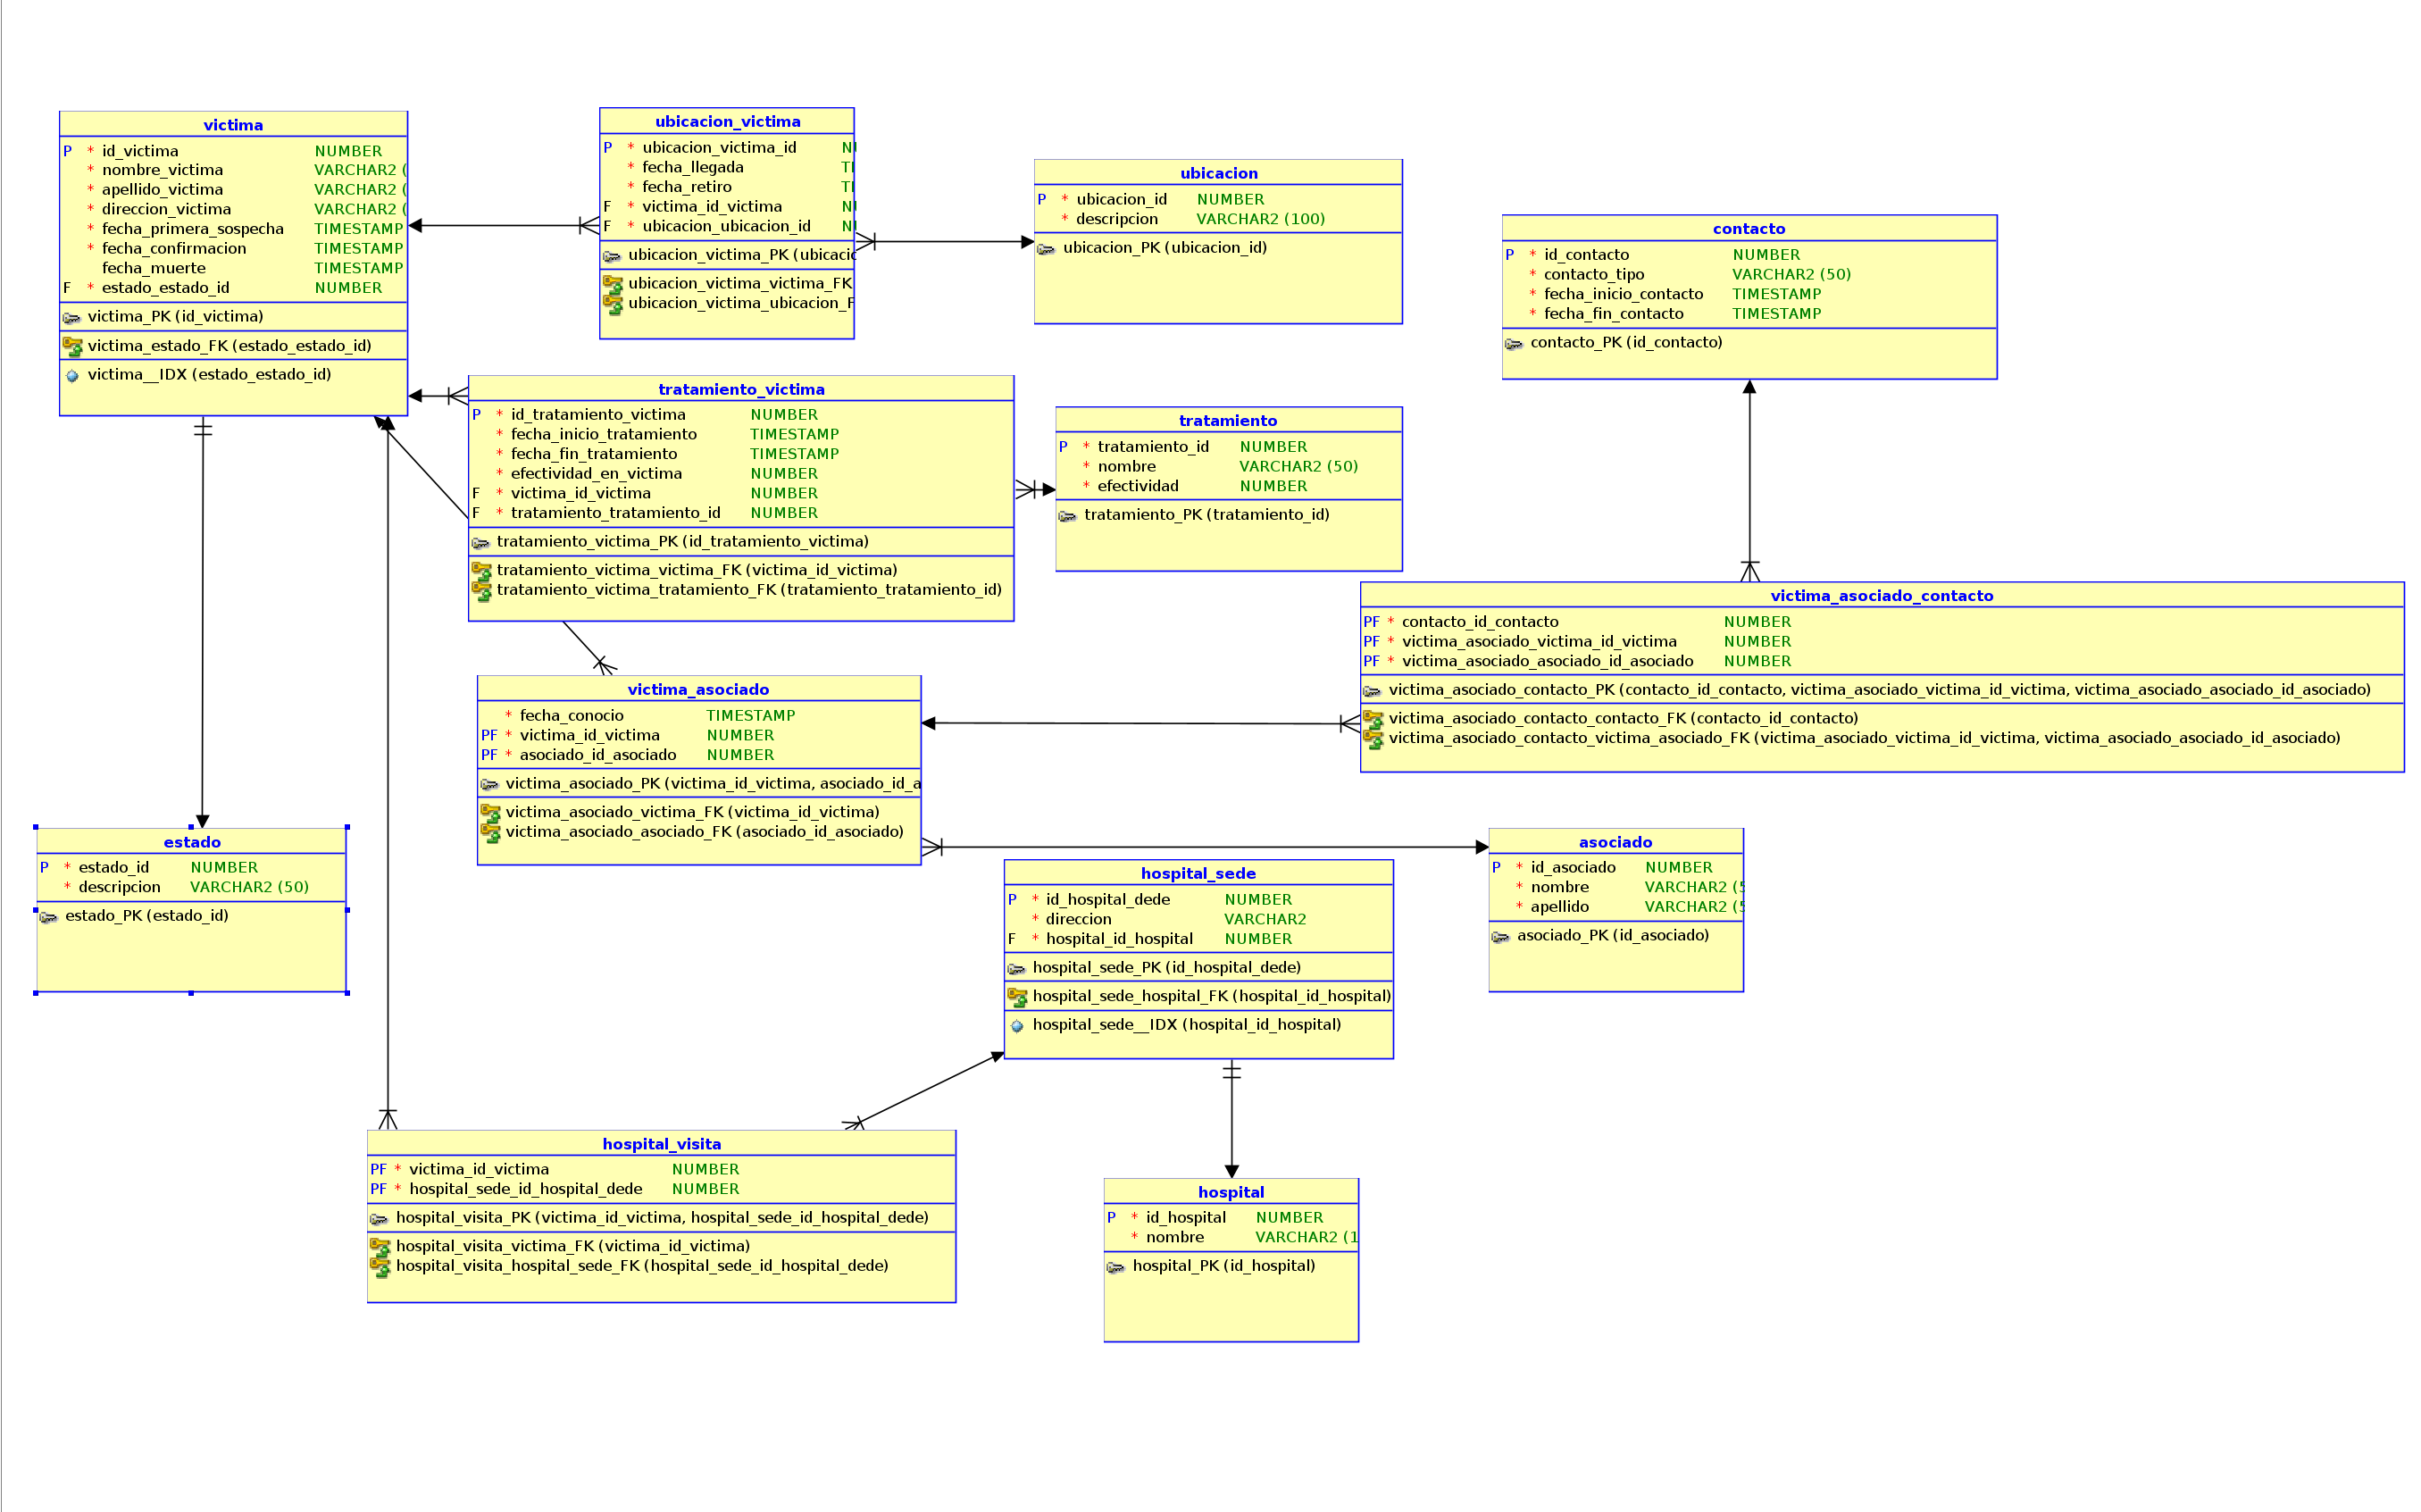 victima
P * id_victima NUMBER
* nombre_victima VARCHAR2 (
* apellido_victima VARCHAR2 (
* direccion_victima VARCHAR2 (
* fecha_primera_sospecha TIMESTAMP
* fecha_confirmacion TIMESTAMP
fecha_muerte TIMESTAMP
F * estado_estado_id NUMBER
victima_PK (id_victima)
victima_estado_FK (estado_estado_id)
victima__IDX (estado_estado_id)
ubicacion_victima
P * ubicacion_victima_id
* fecha_llegada
* fecha_retiro
F * victima_id_victima
F * ubicacion_ubicacion_id
ubicacion_victima_PK (ubicacic
ubicacion_victima_victima_FK
ubicacion_victima_ubicacion_F
ubicacion
P * ubicacion_id NUMBER
* descripcion VARCHAR2 (100)
ubicacion_PK (ubicacion_id)
contacto
P * id_contacto NUMBER
* contacto_tipo VARCHAR2 (50)
* fecha_inicio_contacto TIMESTAMP
* fecha_fin_contacto TIMESTAMP
contacto_PK (id_contacto)
tratamiento_victima
P * id_tratamiento_victima NUMBER
* fecha_inicio_tratamiento TIMESTAMP
* fecha_fin_tratamiento TIMESTAMP
* efectividad_en_victima NUMBER
F * victima_id_victima NUMBER
F * tratamiento_tratamiento_id NUMBER
tratamiento_victima_PK (id_tratamiento_victima)
tratamiento_victima_victima_FK (victima_id_victima)
tratamiento_victima_tratamiento_FK (tratamiento_tratamiento_id)
tratamiento
P * tratamiento_id NUMBER
* nombre VARCHAR2 (50)
* efectividad NUMBER
tratamiento_PK (tratamiento_id)
victima_asociado_contacto
PF * contacto_id_contacto NUMBER
PF * victima_asociado_victima_id_victima NUMBER
PF * victima_asociado_asociado_id_asociado NUMBER
victima_asociado_contacto_PK (contacto_id_contacto, victima_asociado_victima_id_victima, victima_asociado_asociado_id_asociado)
victima_asociado_contacto_contacto_FK (contacto_id_contacto)
victima_asociado_contacto_victima_asociado_FK (victima_asociado_victima_id_victima, victima_asociado_asociado_id_asociado)
victima_asociado
* fecha_conocio TIMESTAMP
PF * victima_id_victima NUMBER
PF * asociado_id_asociado NUMBER
victima_asociado_PK (victima_id_victima, asociado_id_a
victima_asociado_victima_FK (victima_id_victima)
victima_asociado_asociado_FK (asociado_id_asociado)
estado
P * estado_id NUMBER
* descripcion VARCHAR2 (50)
estado_PK (estado_id)
hospital_sede
P * id_hospital_dede NUMBER
* direccion VARCHAR2
F * hospital_id_hospital NUMBER
hospital_sede_PK (id_hospital_dede)
hospital_sede_hospital_FK (hospital_id_hospital)
hospital_sede__IDX (hospital_id_hospital)
asociado
P * id_asociado NUMBER
* nombre VARCHAR2 (5
* apellido VARCHAR2 (5
asociado_PK (id_asociado)
hospital_visita
PF * victima_id_victima NUMBER
PF * hospital_sede_id_hospital_dede NUMBER
hospital_visita_PK (victima_id_victima, hospital_sede_id_hospital_dede)
hospital_visita_victima_FK (victima_id_victima)
hospital_visita_hospital_sede_FK (hospital_sede_id_hospital_dede)
hospital
P * id_hospital NUMBER
* nombre VARCHAR2 (1
hospital_PK (id_hospital)